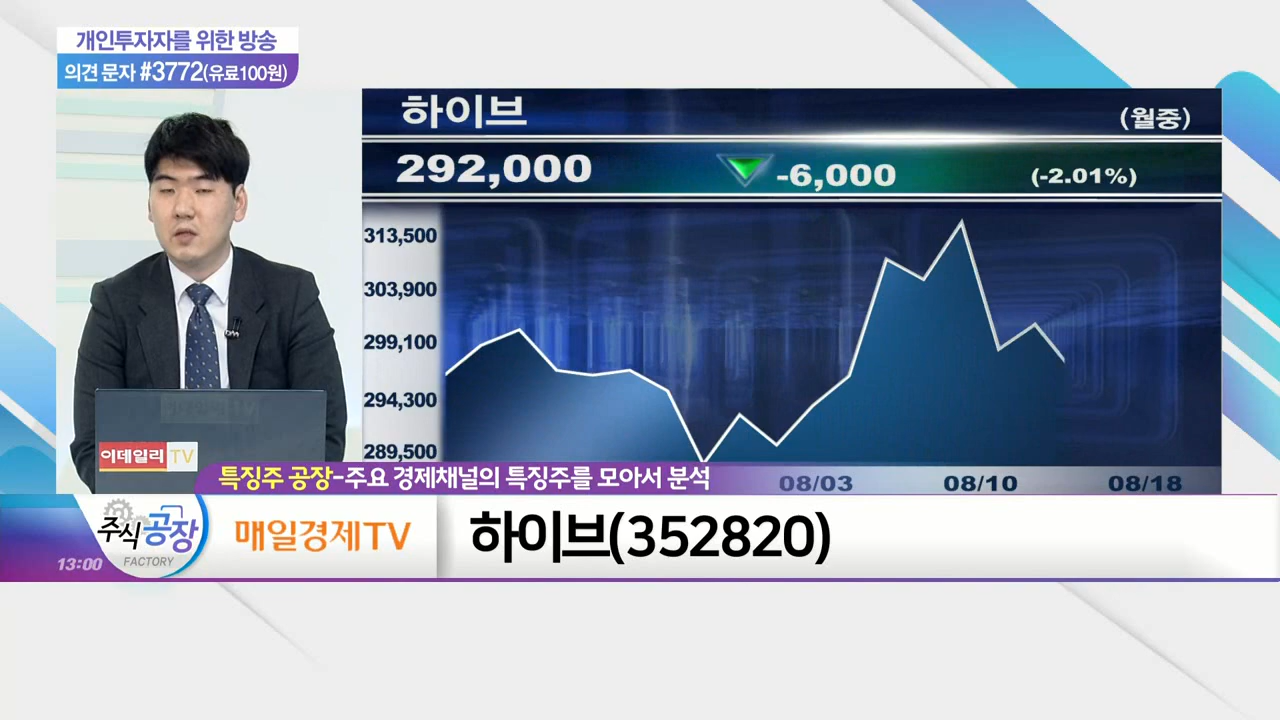 개인투자자를 위한 방송
의견 문자 #3772(유료100원)
하이브
(월중)
292,000
-6,000
(-2.01%)
313,500
303,900
299,100
294,300
289,500
08/03
08/10
08/18
이데일리 TV
특징주 공장-주요 경제채널의 특징주를 모아서 분석
주식공장
FACTORY
13:00
매일경제TV
하이브(352820)